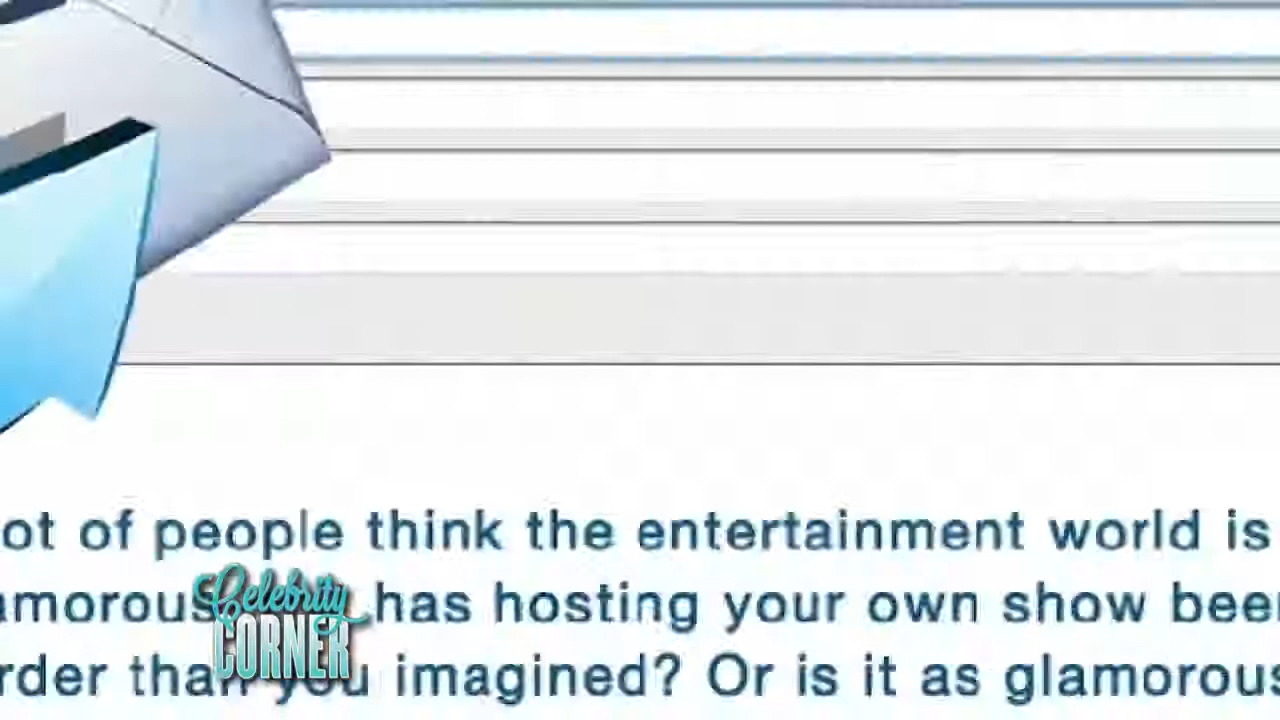 ot of people think the entertainment world is
amorous has hosting your own show been
rder than you imagined? Or is it as glamorous
Celebrity
CORNER